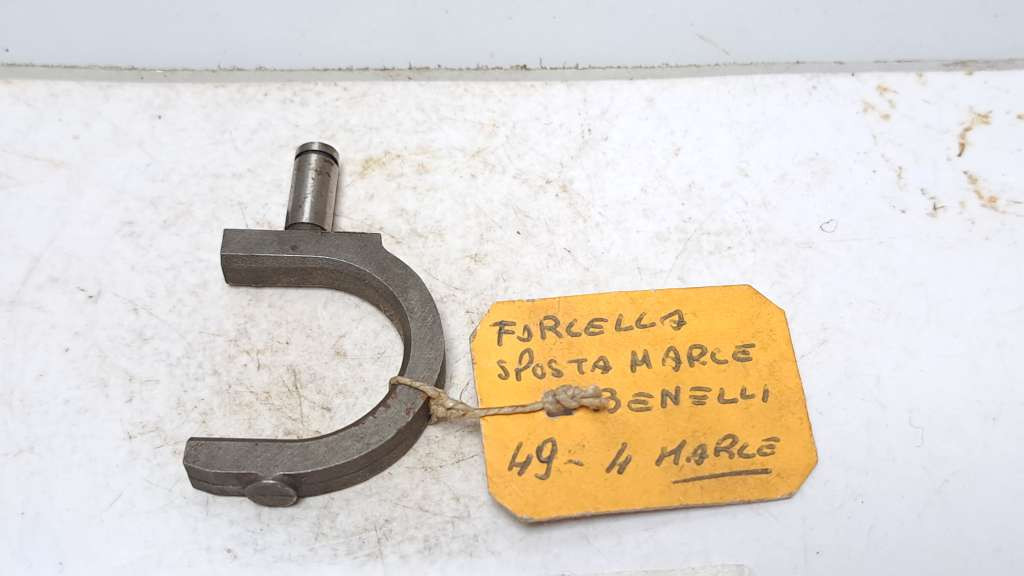 FORCELLA
SPOSTA MARCE
BENELLI
49 - 4 MARCE